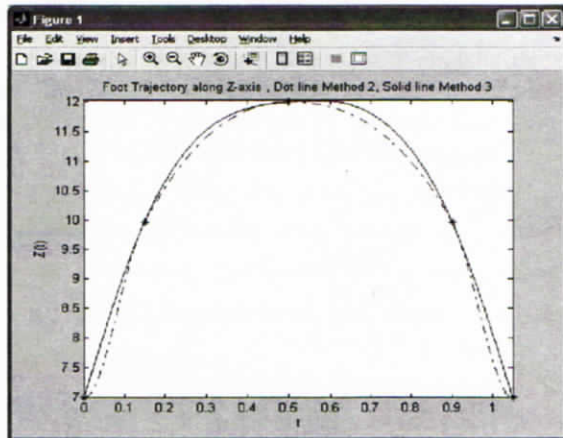 Figure 1
File Edit View Insert Tools Desktop Window Help
Foot Trajectory along Z-axis , Dot line Method 2, Solid line Method 3
12
11.5
11
10.5
10
9.5
9
8.5
8
7.5
7
Z(t)
0 0.1 0.2 0.3 0.4 0.5 0.6 0.7 0.8 0.9 1
t